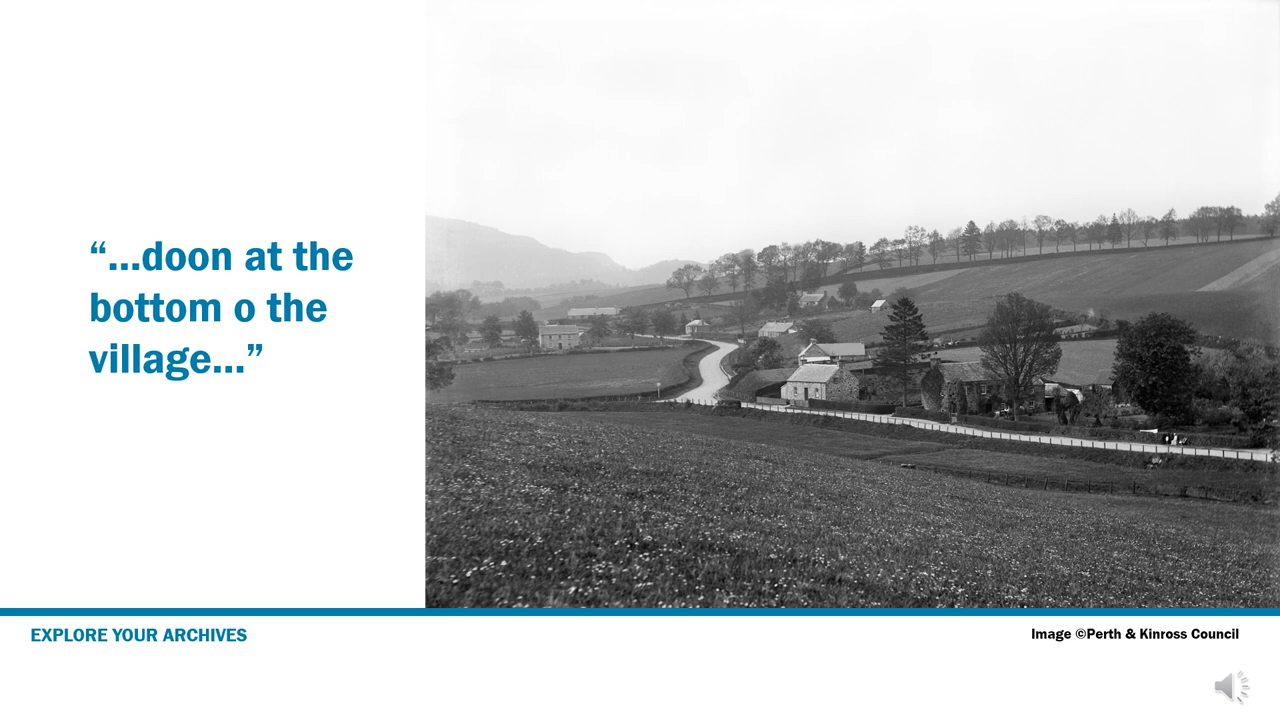 “...doon at the
bottom o the
village...”
EXPLORE YOUR ARCHIVES
Image ©Perth & Kinross Council